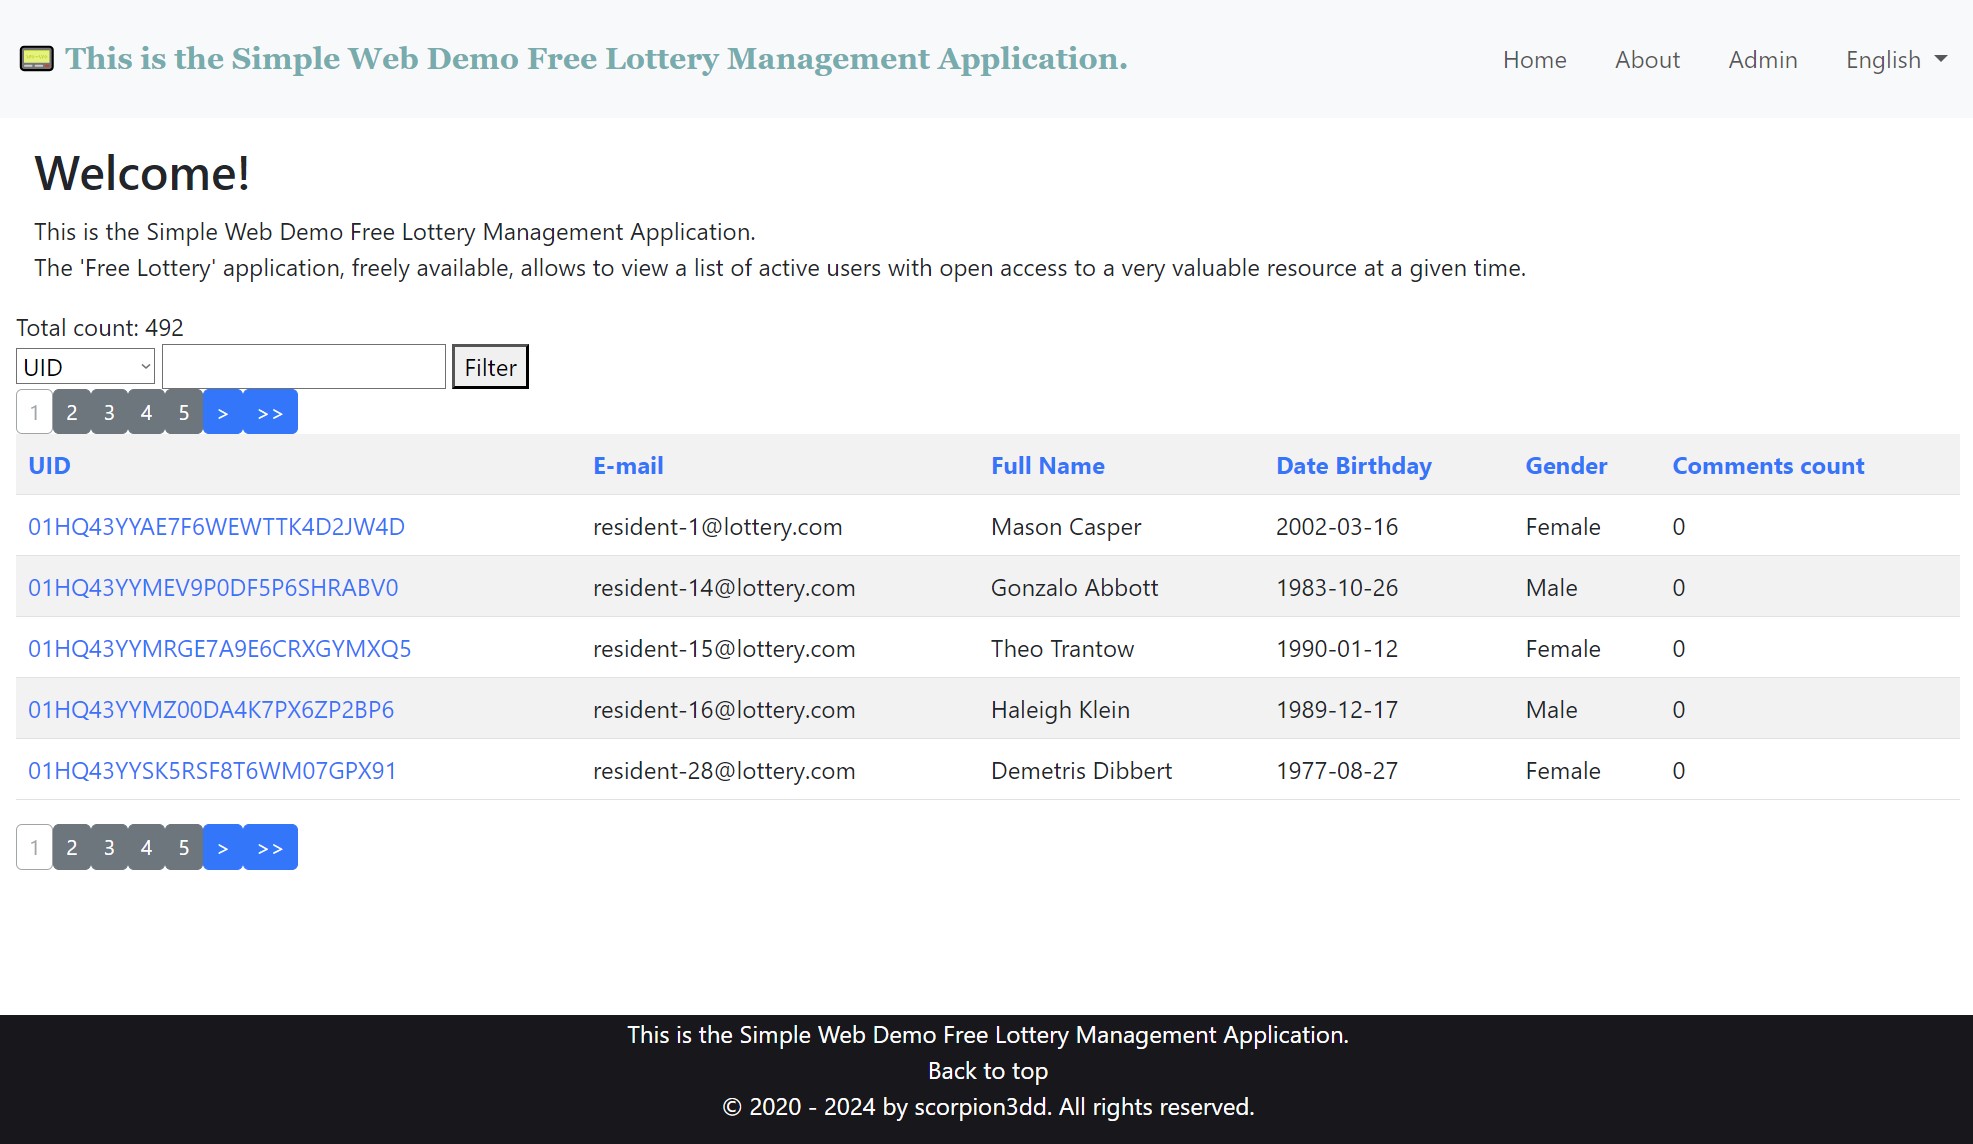 This is the Simple Web Demo Free Lottery Management Application.
Home About Admin English
Welcome!
This is the Simple Web Demo Free Lottery Management Application.
The 'Free Lottery' application, freely available, allows to view a list of active users with open access to a very valuable resource at a given time.
Total count: 492
UID Filter
1 2 3 4 5 > >>
UID E-mail Full Name Date Birthday Gender Comments count
01HQ43YYAE7F6WEWTTK4D2JW4D resident-1@lottery.com Mason Casper 2002-03-16 Female 0
01HQ43YYMEV9P0DF5P6SHRABV0 resident-14@lottery.com Gonzalo Abbott 1983-10-26 Male 0
01HQ43YYMRGE7A9E6CRXGYMXQ5 resident-15@lottery.com Theo Trantow 1990-01-12 Female 0
01HQ43YYMZ00DA4K7PX6ZP2BP6 resident-16@lottery.com Haleigh Klein 1989-12-17 Male 0
01HQ43YYSK5RSF8T6WM07GPX91 resident-28@lottery.com Demetris Dibbert 1977-08-27 Female 0
1 2 3 4 5 > >>
This is the Simple Web Demo Free Lottery Management Application.
Back to top
© 2020 - 2024 by scorpion3dd. All rights reserved.